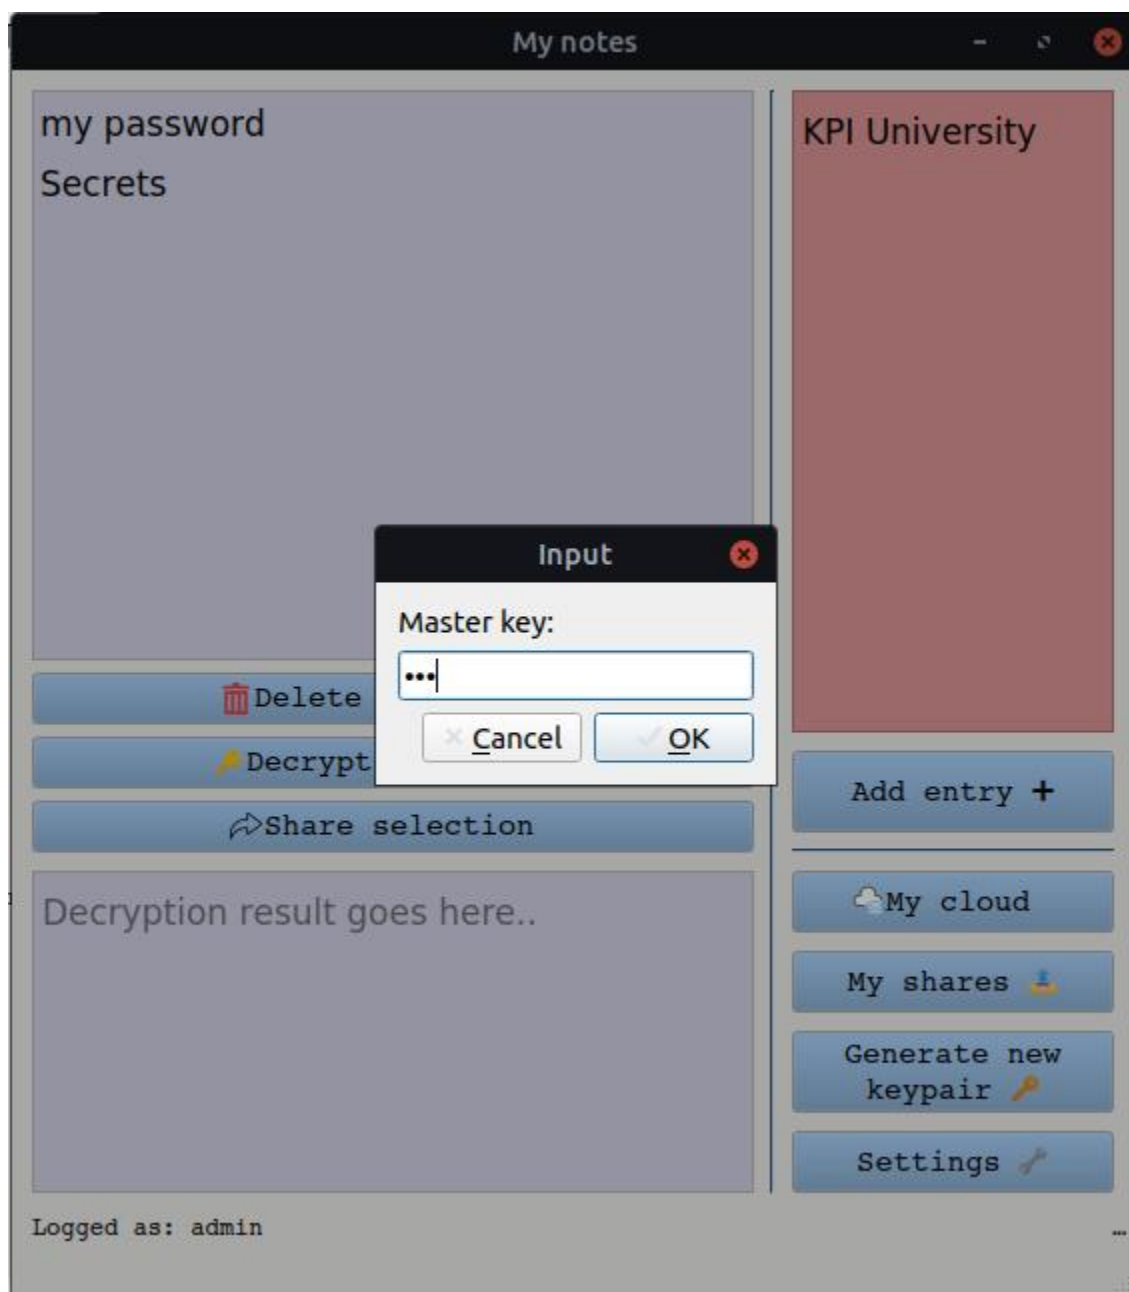 My notes
my password
Secrets
KPI University
Input
Master key:
•••
Cancel
OK
Delete
Decrypt
Share selection
Decryption result goes here..
Add entry +
My cloud
My shares
Generate new
keypair
Settings
Logged as: admin
...